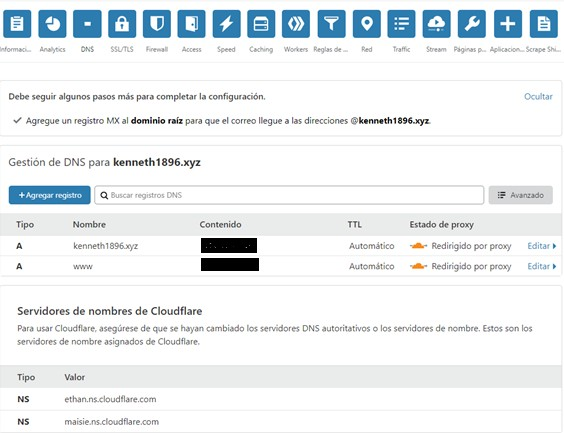 Informaci...
Analytics
DNS
SSL/TLS
Firewall
Access
Speed
Caching
Workers
Reglas de ...
Red
Traffic
Stream
Páginas p...
Aplicacion...
Scrape Shi...
Debe seguir algunos pasos más para completar la configuración. Ocultar
Agregue un registro MX al dominio raíz para que el correo llegue a las direcciones @kenneth1896.xyz.
Gestión de DNS para kenneth1896.xyz
+Agregar registro Buscar registros DNS Avanzado
Tipo Nombre Contenido TTL Estado de proxy
A kenneth1896.xyz Automático Redirigido por proxy Editar
A www Automático Redirigido por proxy Editar
Servidores de nombres de Cloudflare
Para usar Cloudflare, asegúrese de que se hayan cambiado los servidores DNS autoritativos o los servidores de nombre. Estos son los
servidores de nombre asignados de Cloudflare.
Tipo Valor
NS ethan.ns.cloudflare.com
NS maisie.ns.cloudflare.com